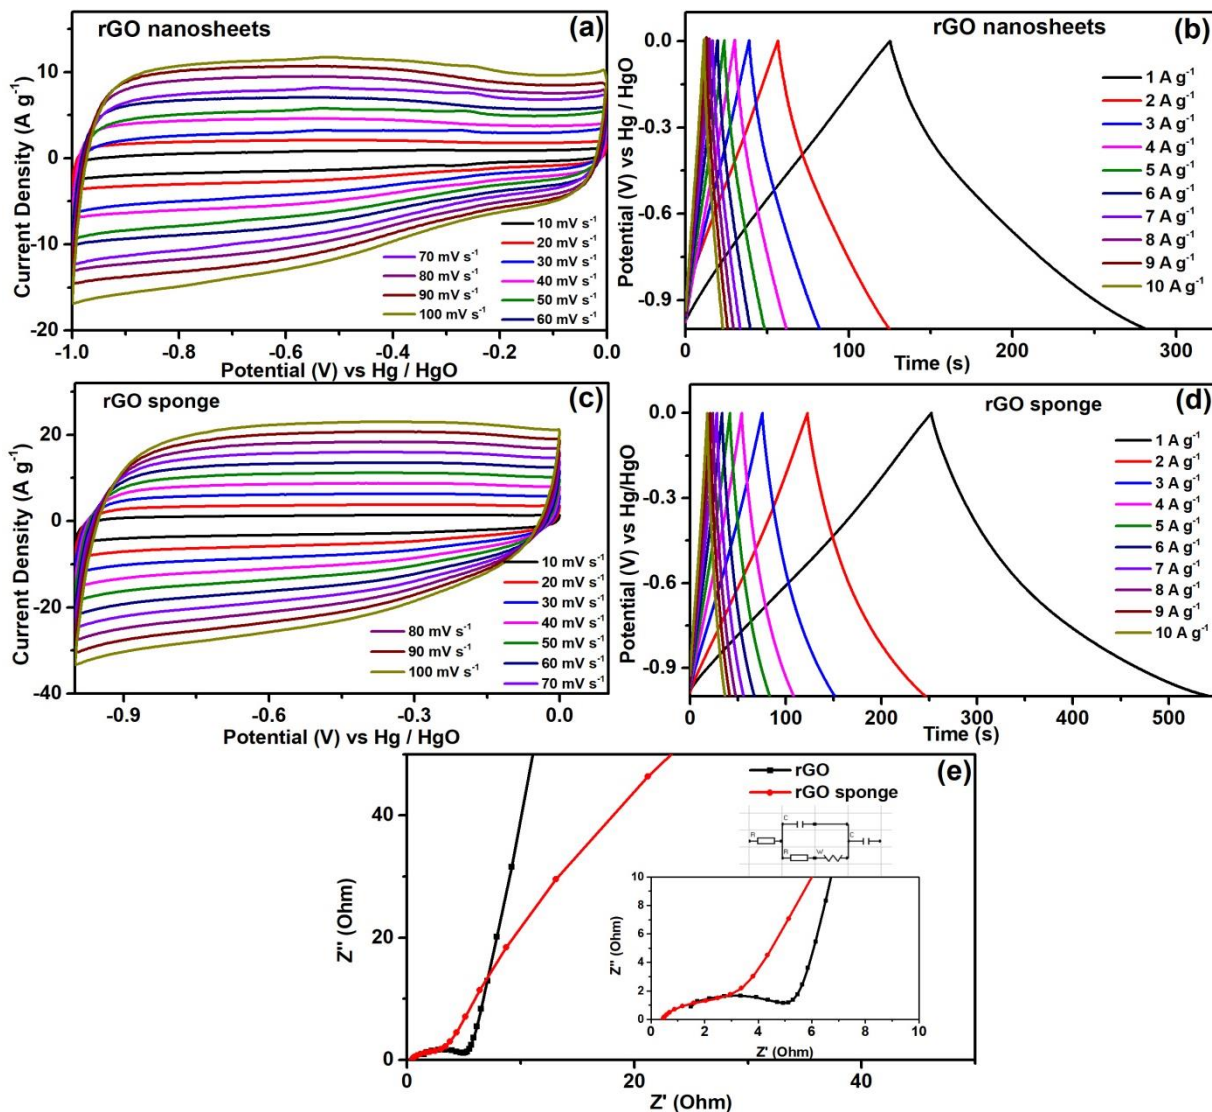 rGO nanosheets
(a)
Current Density (A g⁻¹)
10
0
-10
-20
-1.0
-0.8
-0.6
-0.4
-0.2
0.0
Potential (V) vs Hg / HgO
70 mV s⁻¹
80 mV s⁻¹
90 mV s⁻¹
100 mV s⁻¹
10 mV s⁻¹
20 mV s⁻¹
30 mV s⁻¹
40 mV s⁻¹
50 mV s⁻¹
60 mV s⁻¹
(b)
rGO nanosheets
Potential (V) vs Hg / HgO
0.0
-0.3
-0.6
-0.9
0
100
200
300
Time (s)
1 A g⁻¹
2 A g⁻¹
3 A g⁻¹
4 A g⁻¹
5 A g⁻¹
6 A g⁻¹
7 A g⁻¹
8 A g⁻¹
9 A g⁻¹
10 A g⁻¹
rGO sponge
(c)
Current Density (A g⁻¹)
20
0
-20
-40
-0.9
-0.6
-0.3
0.0
Potential (V) vs Hg / HgO
80 mV s⁻¹
90 mV s⁻¹
100 mV s⁻¹
10 mV s⁻¹
20 mV s⁻¹
30 mV s⁻¹
40 mV s⁻¹
50 mV s⁻¹
60 mV s⁻¹
70 mV s⁻¹
(d)
rGO sponge
Potential (V) vs Hg/HgO
0.0
-0.3
-0.6
-0.9
0
100
200
300
400
500
Time (s)
1 A g⁻¹
2 A g⁻¹
3 A g⁻¹
4 A g⁻¹
5 A g⁻¹
6 A g⁻¹
7 A g⁻¹
8 A g⁻¹
9 A g⁻¹
10 A g⁻¹
(e)
rGO
rGO sponge
Z'' (Ohm)
40
20
0
0
20
40
Z' (Ohm)
C
R
R
W
C
Z'' (Ohm)
10
8
6
4
2
0
0
2
4
6
8
10
Z' (Ohm)